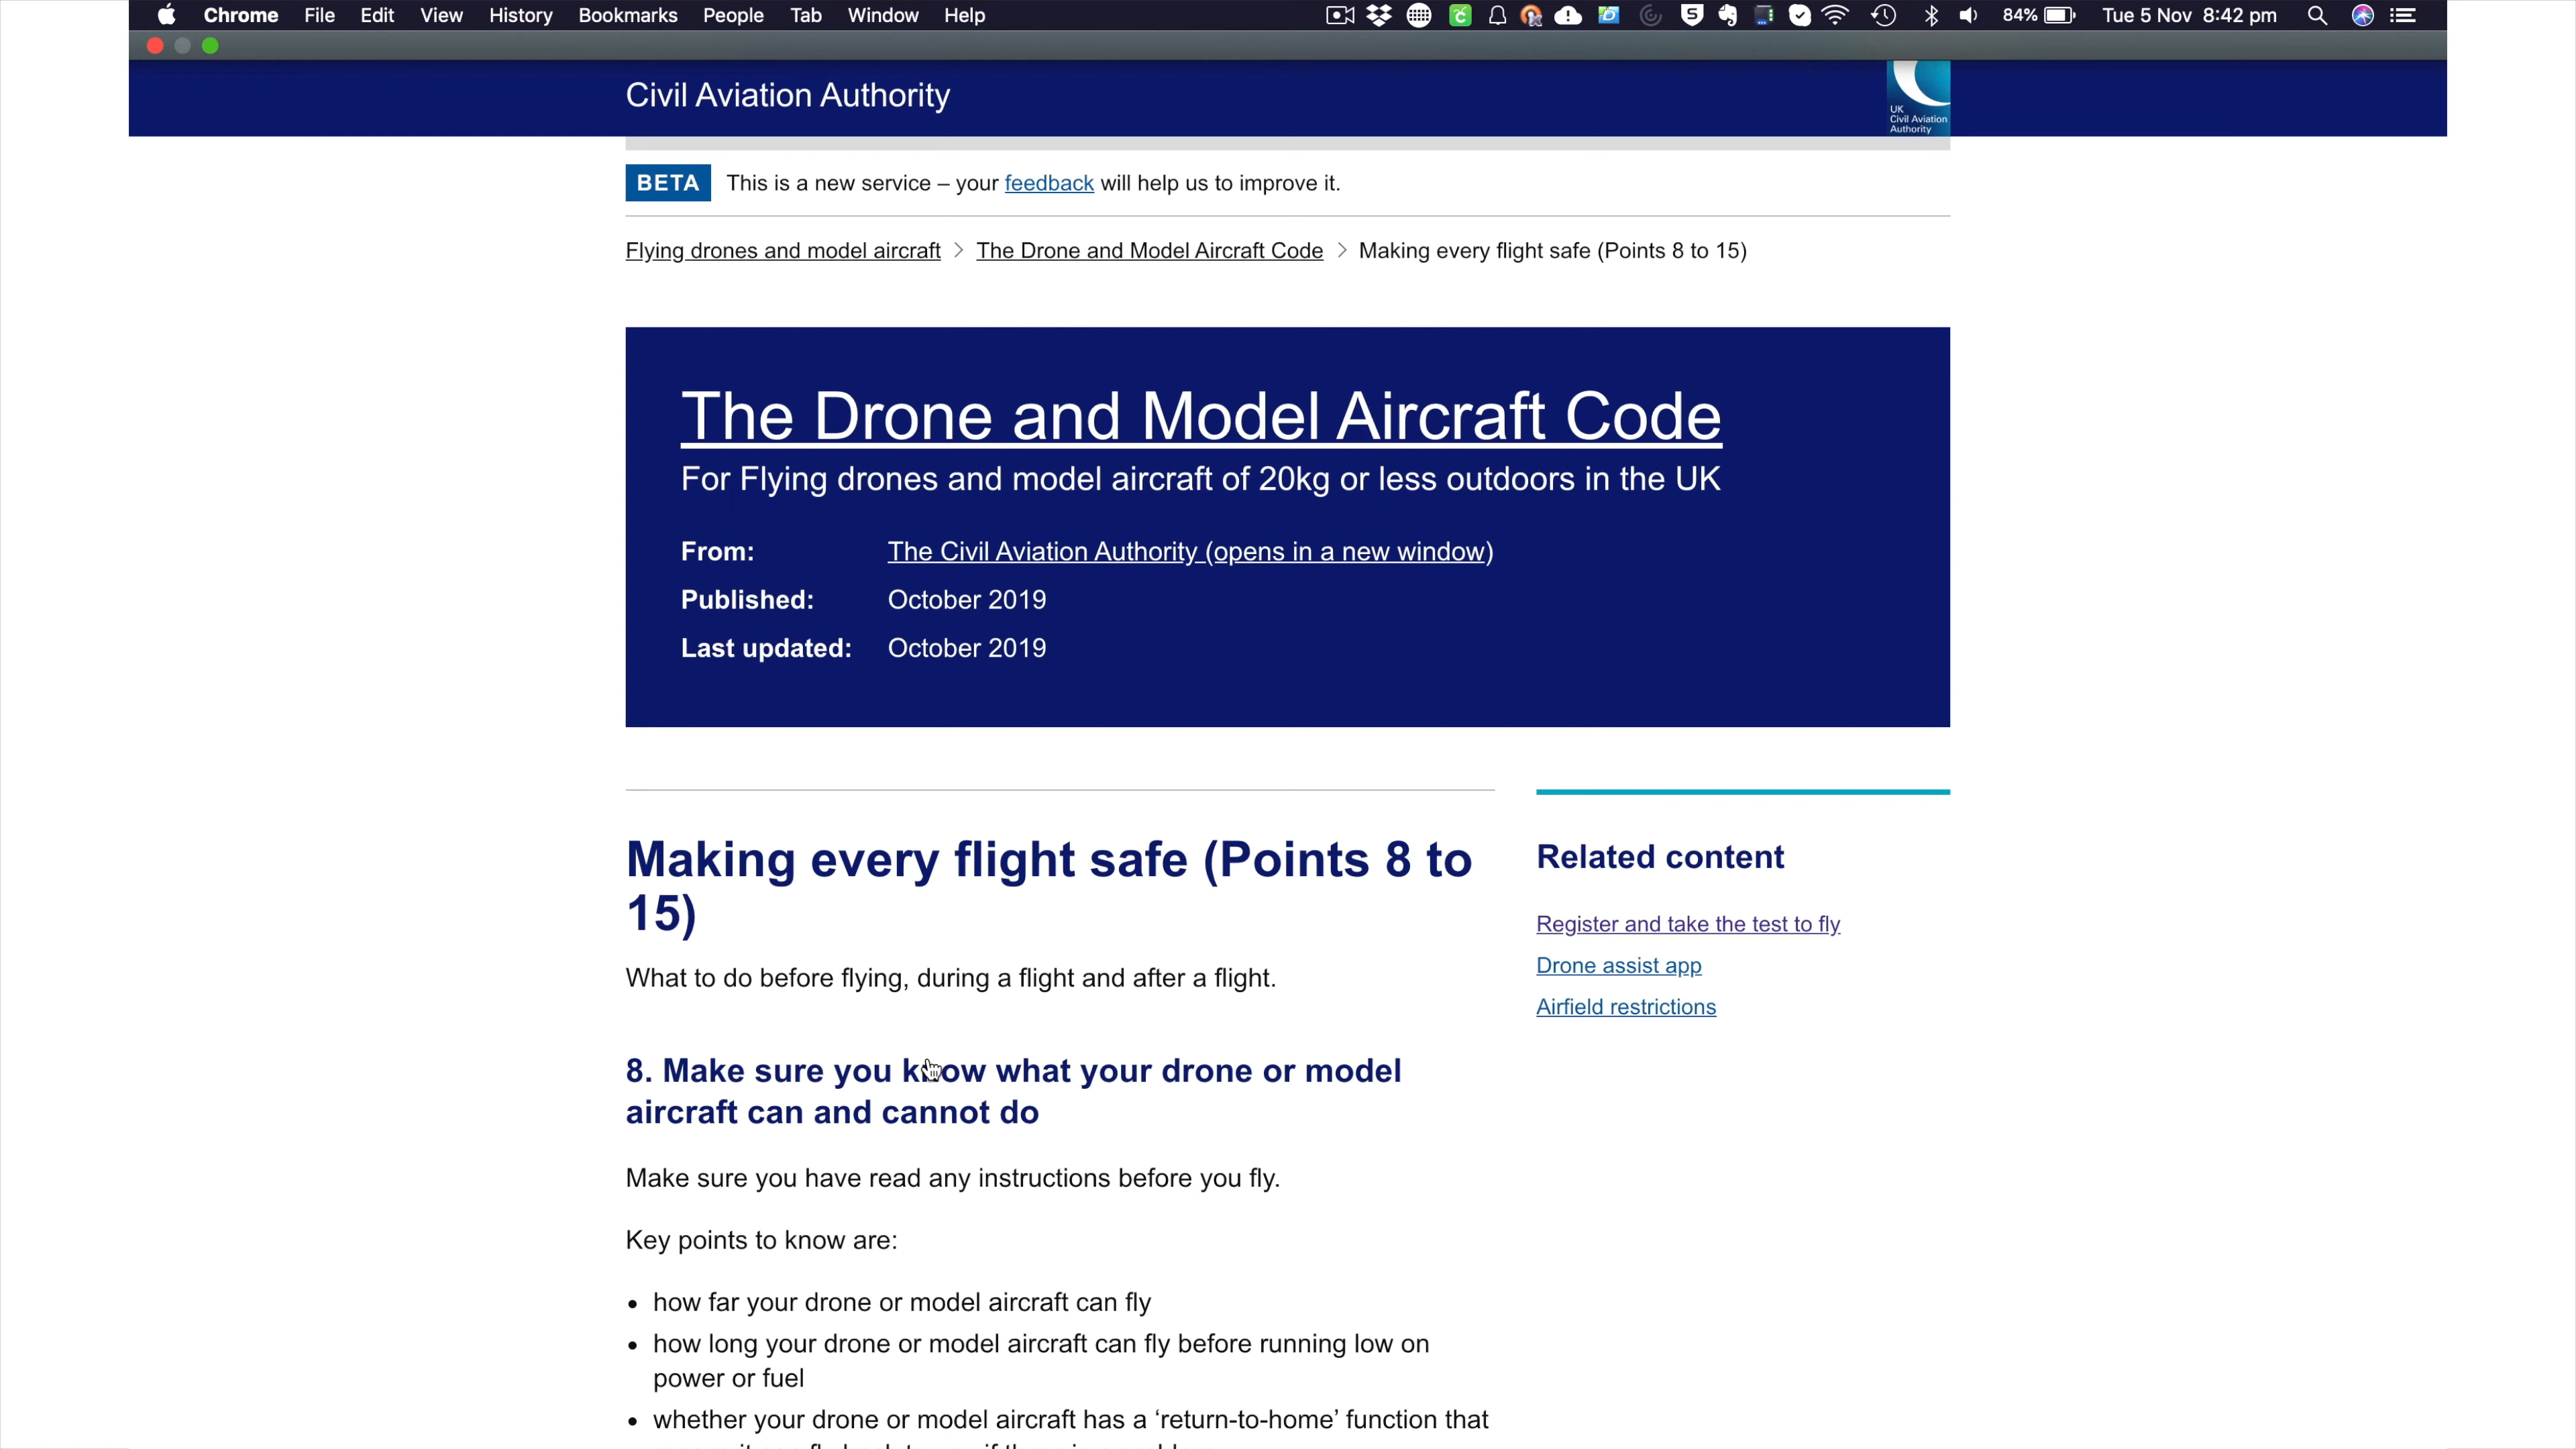 Chrome File Edit View History Bookmarks People Tab Window Help 84% Tue 5 Nov 8:42 pm
Civil Aviation Authority
UK
Civil Aviation
Authority
BETA This is a new service – your feedback will help us to improve it.
Flying drones and model aircraft > The Drone and Model Aircraft Code > Making every flight safe (Points 8 to 15)
The Drone and Model Aircraft Code
For Flying drones and model aircraft of 20kg or less outdoors in the UK
From: The Civil Aviation Authority (opens in a new window)
Published: October 2019
Last updated: October 2019
Making every flight safe (Points 8 to
15)
What to do before flying, during a flight and after a flight.
8. Make sure you know what your drone or model
aircraft can and cannot do
Make sure you have read any instructions before you fly.
Key points to know are:
• how far your drone or model aircraft can fly
• how long your drone or model aircraft can fly before running low on
power or fuel
• whether your drone or model aircraft has a ‘return-to-home’ function that
Related content
Register and take the test to fly
Drone assist app
Airfield restrictions